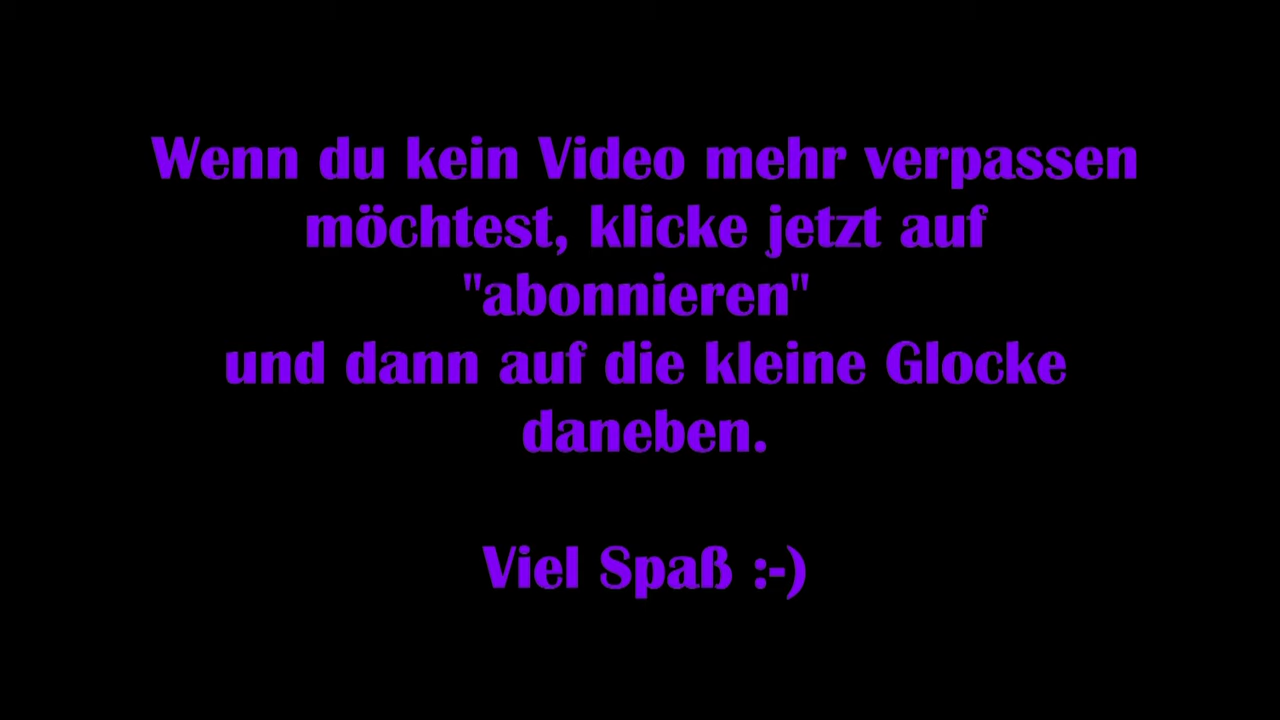 Wenn du kein Video mehr verpassen
möchtest, klicke jetzt auf
"abonnieren"
und dann auf die kleine Glocke
daneben.
Viel Spaß :-)